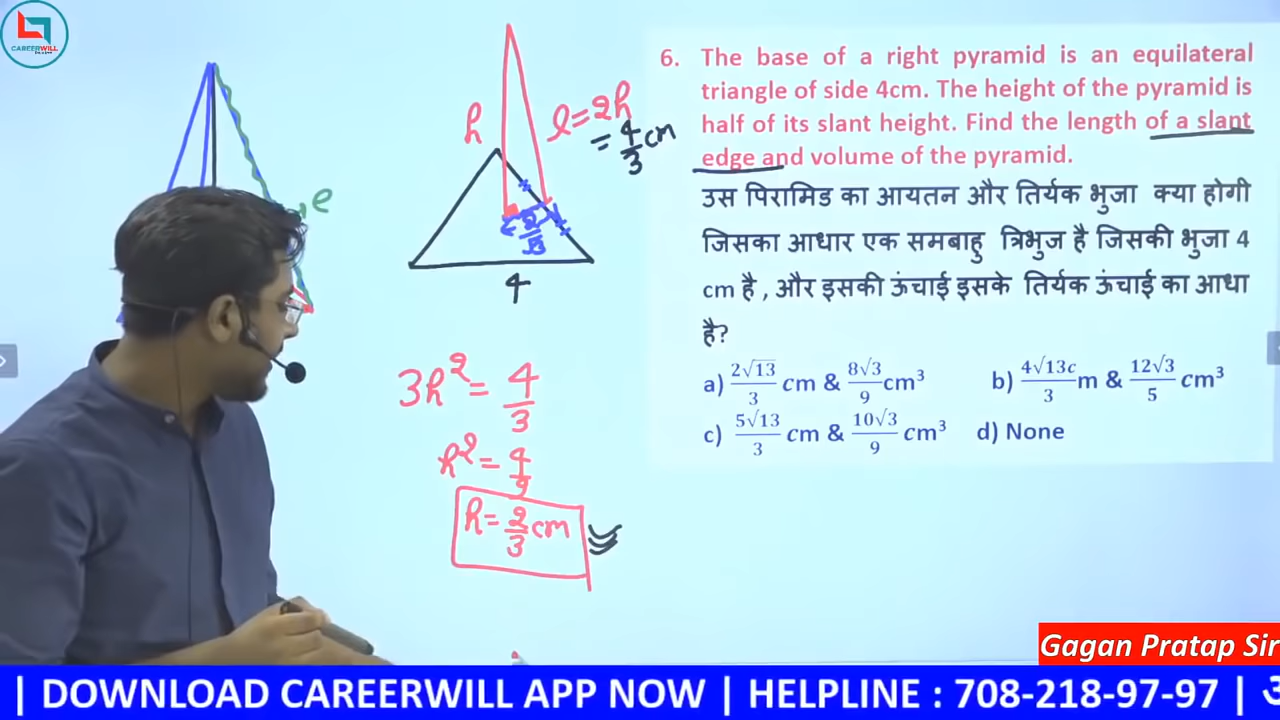 CAREERWILL
e
h
l=2h
= 4/3 cm
2/√3
4
3h² = 4/3
h² = 4/9
h = 2/3 cm
6. The base of a right pyramid is an equilateral
triangle of side 4cm. The height of the pyramid is
half of its slant height. Find the length of a slant
edge and volume of the pyramid.
उस पिरामिड का आयतन और तिर्यक भुजा क्या होगी
जिसका आधार एक समबाहु त्रिभुज है जिसकी भुजा 4
cm है , और इसकी ऊंचाई इसके तिर्यक ऊंचाई का आधा
है?
a) 2√13/3 cm & 8√3/9 cm³ b) 4√13c/3 m & 12√3/5 cm³
c) 5√13/3 cm & 10√3/9 cm³ d) None
Gagan Pratap Sir
| DOWNLOAD CAREERWILL APP NOW | HELPLINE : 708-218-97-97 |